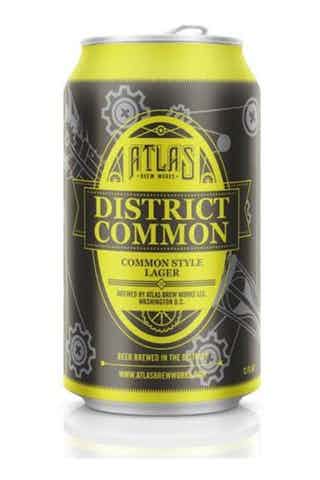 ATLAS
BREW WORKS
DISTRICT
COMMON
COMMON STYLE
LAGER
BREWED BY ATLAS BREW WORKS LLC.
WASHINGTON D.C.
BEER BREWED IN THE DISTRICT
WWW.ATLASBREWWORKS.COM